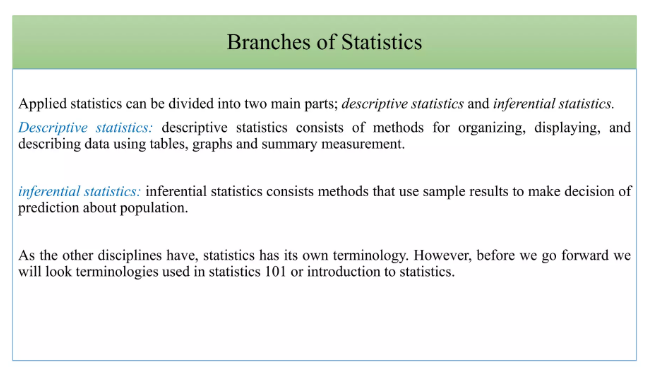 Branches of Statistics
Applied statistics can be divided into two main parts; descriptive statistics and inferential statistics.
Descriptive statistics: descriptive statistics consists of methods for organizing, displaying, and
describing data using tables, graphs and summary measurement.
inferential statistics: inferential statistics consists methods that use sample results to make decision of
prediction about population.
As the other disciplines have, statistics has its own terminology. However, before we go forward we
will look terminologies used in statistics 101 or introduction to statistics.